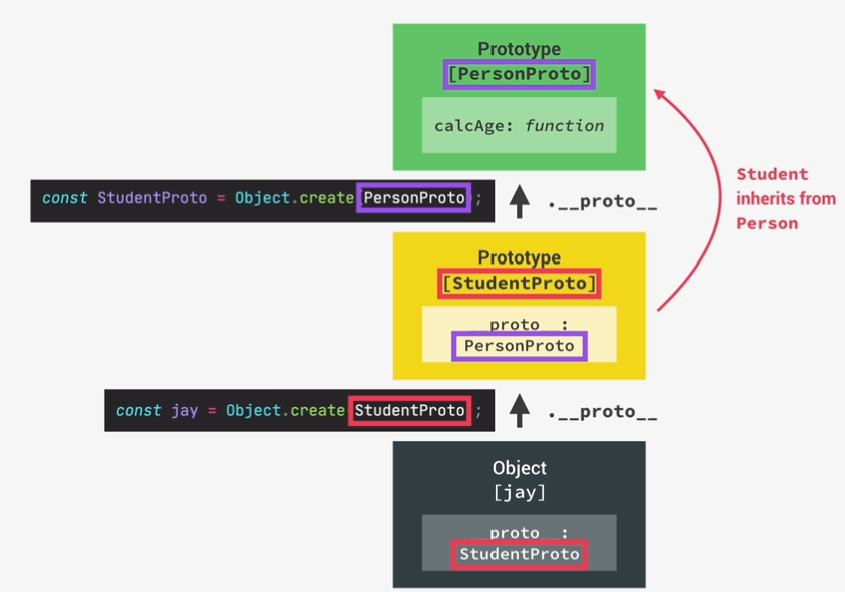 Prototype
[PersonProto]
calcAge: function
const StudentProto = Object.create PersonProto ;
.__proto__
Student
inherits from
Person
Prototype
[StudentProto]
__proto__:
PersonProto
const jay = Object.create StudentProto ;
.__proto__
Object
[jay]
__proto__:
StudentProto